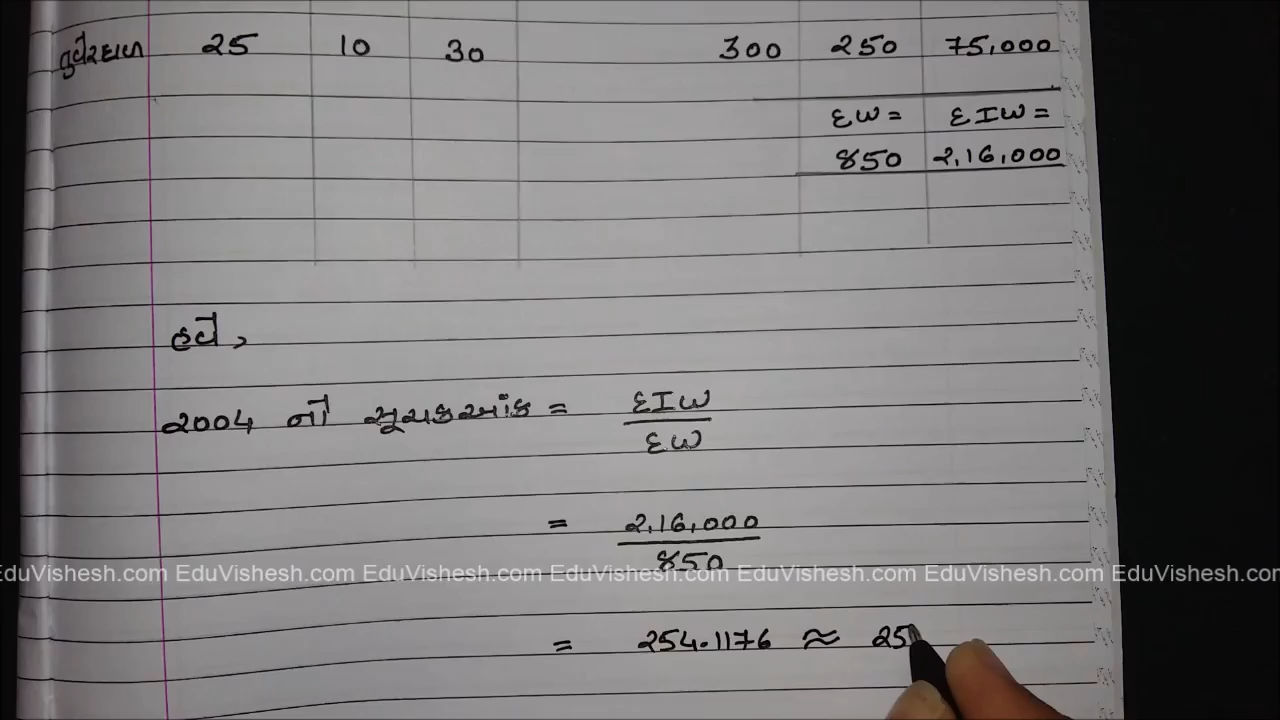 તુવેરદાળ 25 10 30 300 250 75,000
ΣW = ΣIW =
850 2,16,000
હવે,
2004 નો સૂચકઆંક = ΣIW
ΣW
= 2,16,000
850
EduVishesh.com EduVishesh.com EduVishesh.com EduVishesh.com EduVishesh.com EduVishesh.com EduVishesh.com
= 254.1176 ≈ 25